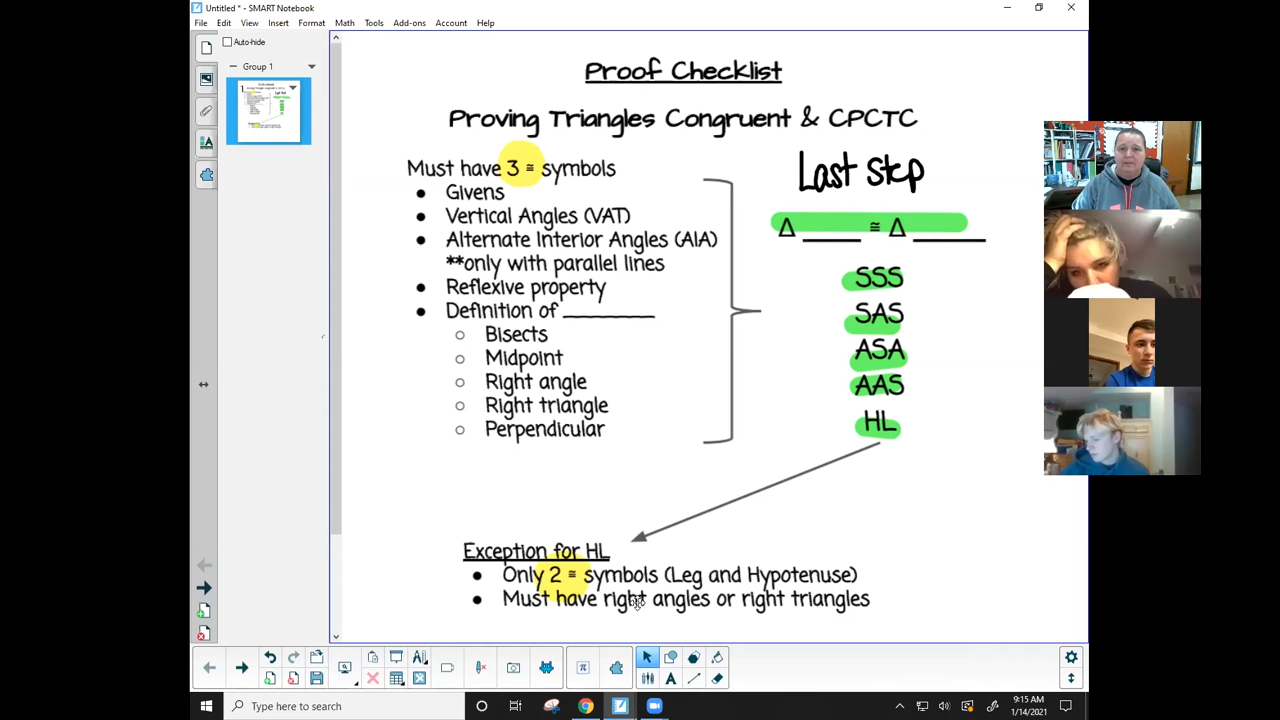 Untitled * - SMART Notebook
File Edit View Insert Format Math Tools Add-ons Account Help
Auto-hide
Group 1
Proof Checklist
Proving Triangles Congruent & CPCTC
Must have 3 ≅ symbols
• Givens
• Vertical Angles (VAT)
• Alternate Interior Angles (AIA)
**only with parallel lines
• Reflexive property
• Definition of _________
○ Bisects
○ Midpoint
○ Right angle
○ Right triangle
○ Perpendicular
Last step
Δ ______ ≅ Δ _______
SSS
SAS
ASA
AAS
HL
Exception for HL
• Only 2 ≅ symbols (Leg and Hypotenuse)
• Must have right angles or right triangles
Type here to search
9:15 AM
1/14/2021